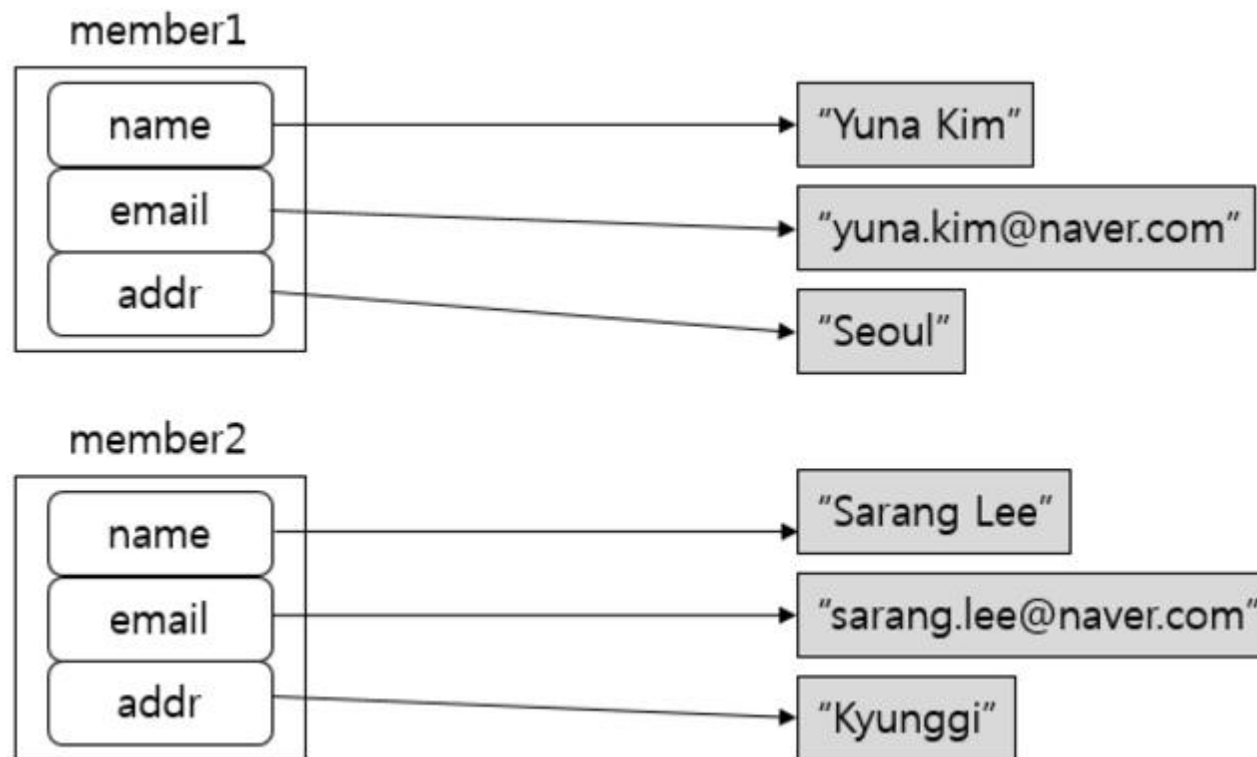 member1
name
"Yuna Kim"
email
"yuna.kim@naver.com"
addr
"Seoul"
member2
name
"Sarang Lee"
email
"sarang.lee@naver.com"
addr
"Kyunggi"